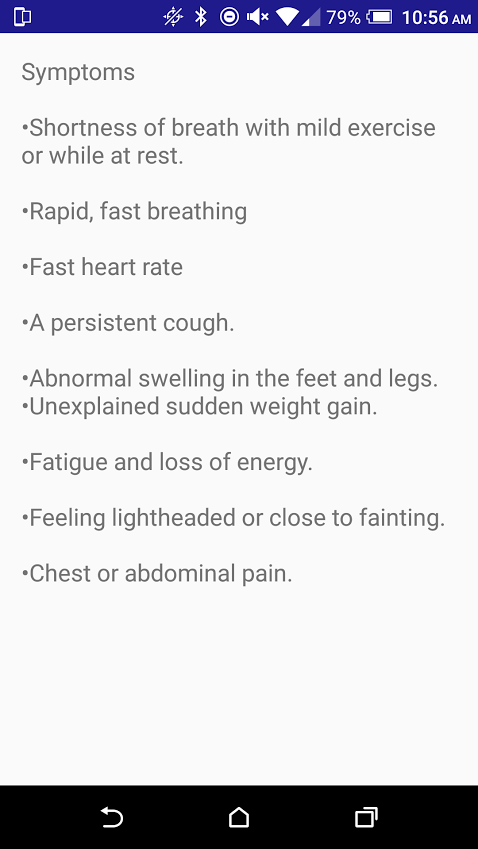 79% 10:56 AM
Symptoms
•Shortness of breath with mild exercise
or while at rest.
•Rapid, fast breathing
•Fast heart rate
•A persistent cough.
•Abnormal swelling in the feet and legs.
•Unexplained sudden weight gain.
•Fatigue and loss of energy.
•Feeling lightheaded or close to fainting.
•Chest or abdominal pain.